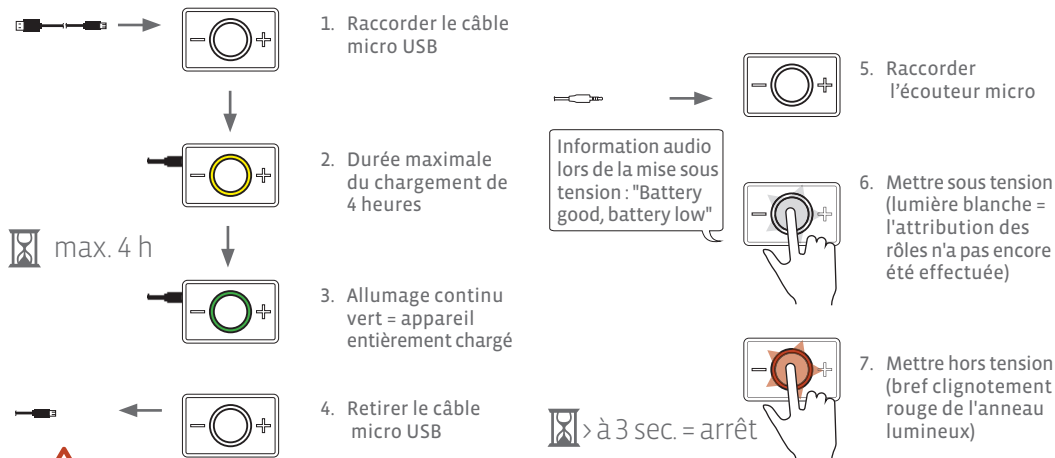 1. Raccorder le câble
micro USB
2. Durée maximale
du chargement de
4 heures
max. 4 h
3. Allumage continu
vert = appareil
entièrement chargé
4. Retirer le câble
micro USB
5. Raccorder
l'écouteur micro
Information audio
lors de la mise sous
tension : "Battery
good, battery low"
6. Mettre sous tension
(lumière blanche =
l'attribution des
rôles n'a pas encore
été effectuée)
7. Mettre hors tension
(bref clignotement
rouge de l'anneau
lumineux)
> à 3 sec. = arrêt